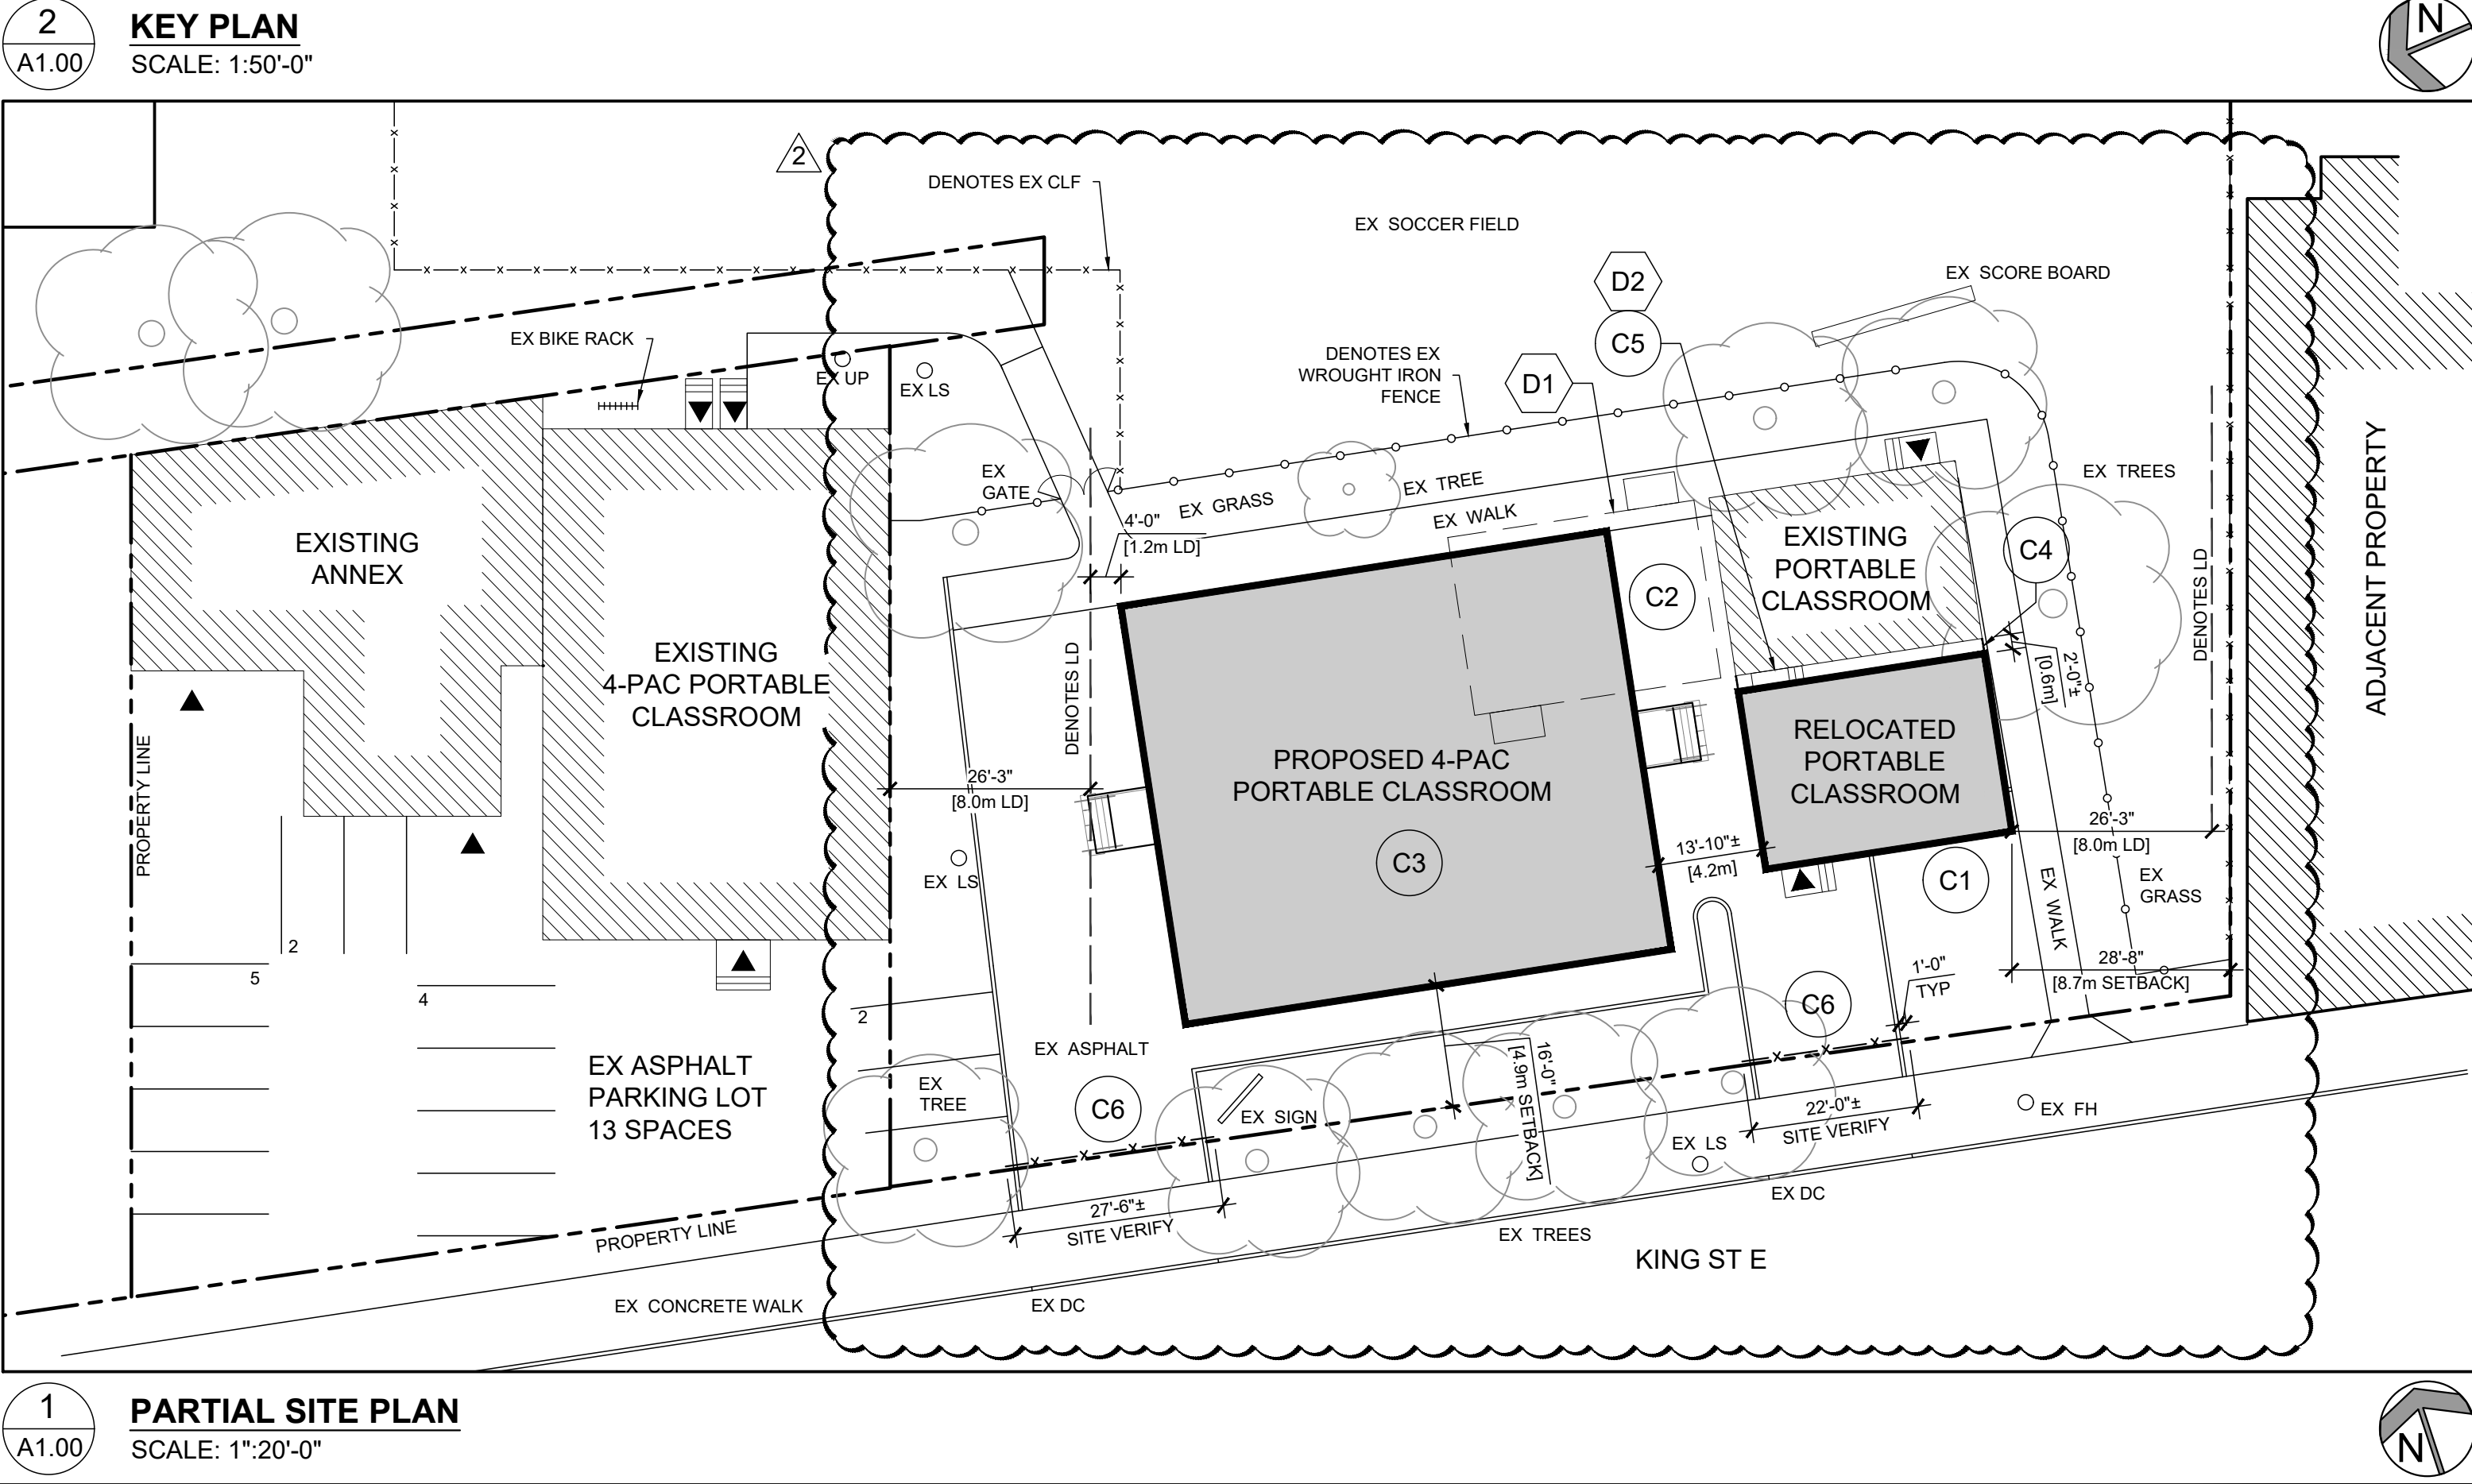 2
A1.00
KEY PLAN
SCALE: 1:50'-0"
N
2
DENOTES EX CLF
EX SOCCER FIELD
D2
C5
EX SCORE BOARD
EX BIKE RACK
EX UP
EX LS
DENOTES EX
WROUGHT IRON
FENCE
D1
EX
GATE
EX GRASS
EX TREE
EX WALK
EX TREES
4'-0"
[1.2m LD]
EXISTING
ANNEX
EXISTING
4-PAC PORTABLE
CLASSROOM
EXISTING
PORTABLE
CLASSROOM
C2
C4
DENOTES LD
DENOTES LD
2'-0"±
[0.6m]
ADJACENT PROPERTY
PROPERTY LINE
26'-3"
[8.0m LD]
PROPOSED 4-PAC
PORTABLE CLASSROOM
C3
RELOCATED
PORTABLE
CLASSROOM
13'-10"±
[4.2m]
26'-3"
[8.0m LD]
EX LS
C1
EX WALK
EX
GRASS
2
5
4
2
28'-8"
[8.7m SETBACK]
1'-0"
TYP
C6
EX ASPHALT
EX ASPHALT
PARKING LOT
13 SPACES
EX
TREE
C6
EX SIGN
16'-0"
[4.9m SETBACK]
22'-0"±
SITE VERIFY
EX FH
EX LS
EX DC
27'-6"±
SITE VERIFY
PROPERTY LINE
EX TREES
KING ST E
EX CONCRETE WALK
EX DC
1
A1.00
PARTIAL SITE PLAN
SCALE: 1":20'-0"
N